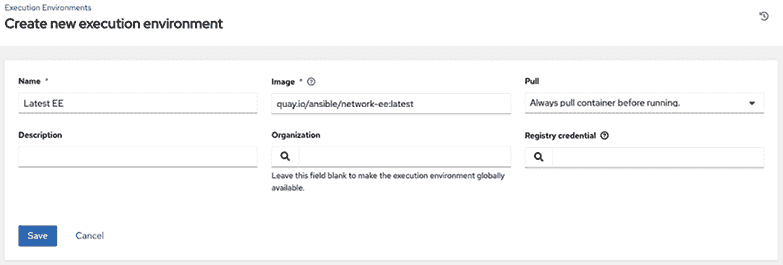 Execution Environments
Create new execution environment
Name *
Image *
Pull
Latest EE
quay.io/ansible/network-ee:latest
Always pull container before running.
Description
Organization
Registry credential
Leave this field blank to make the execution environment globally
available.
Save
Cancel